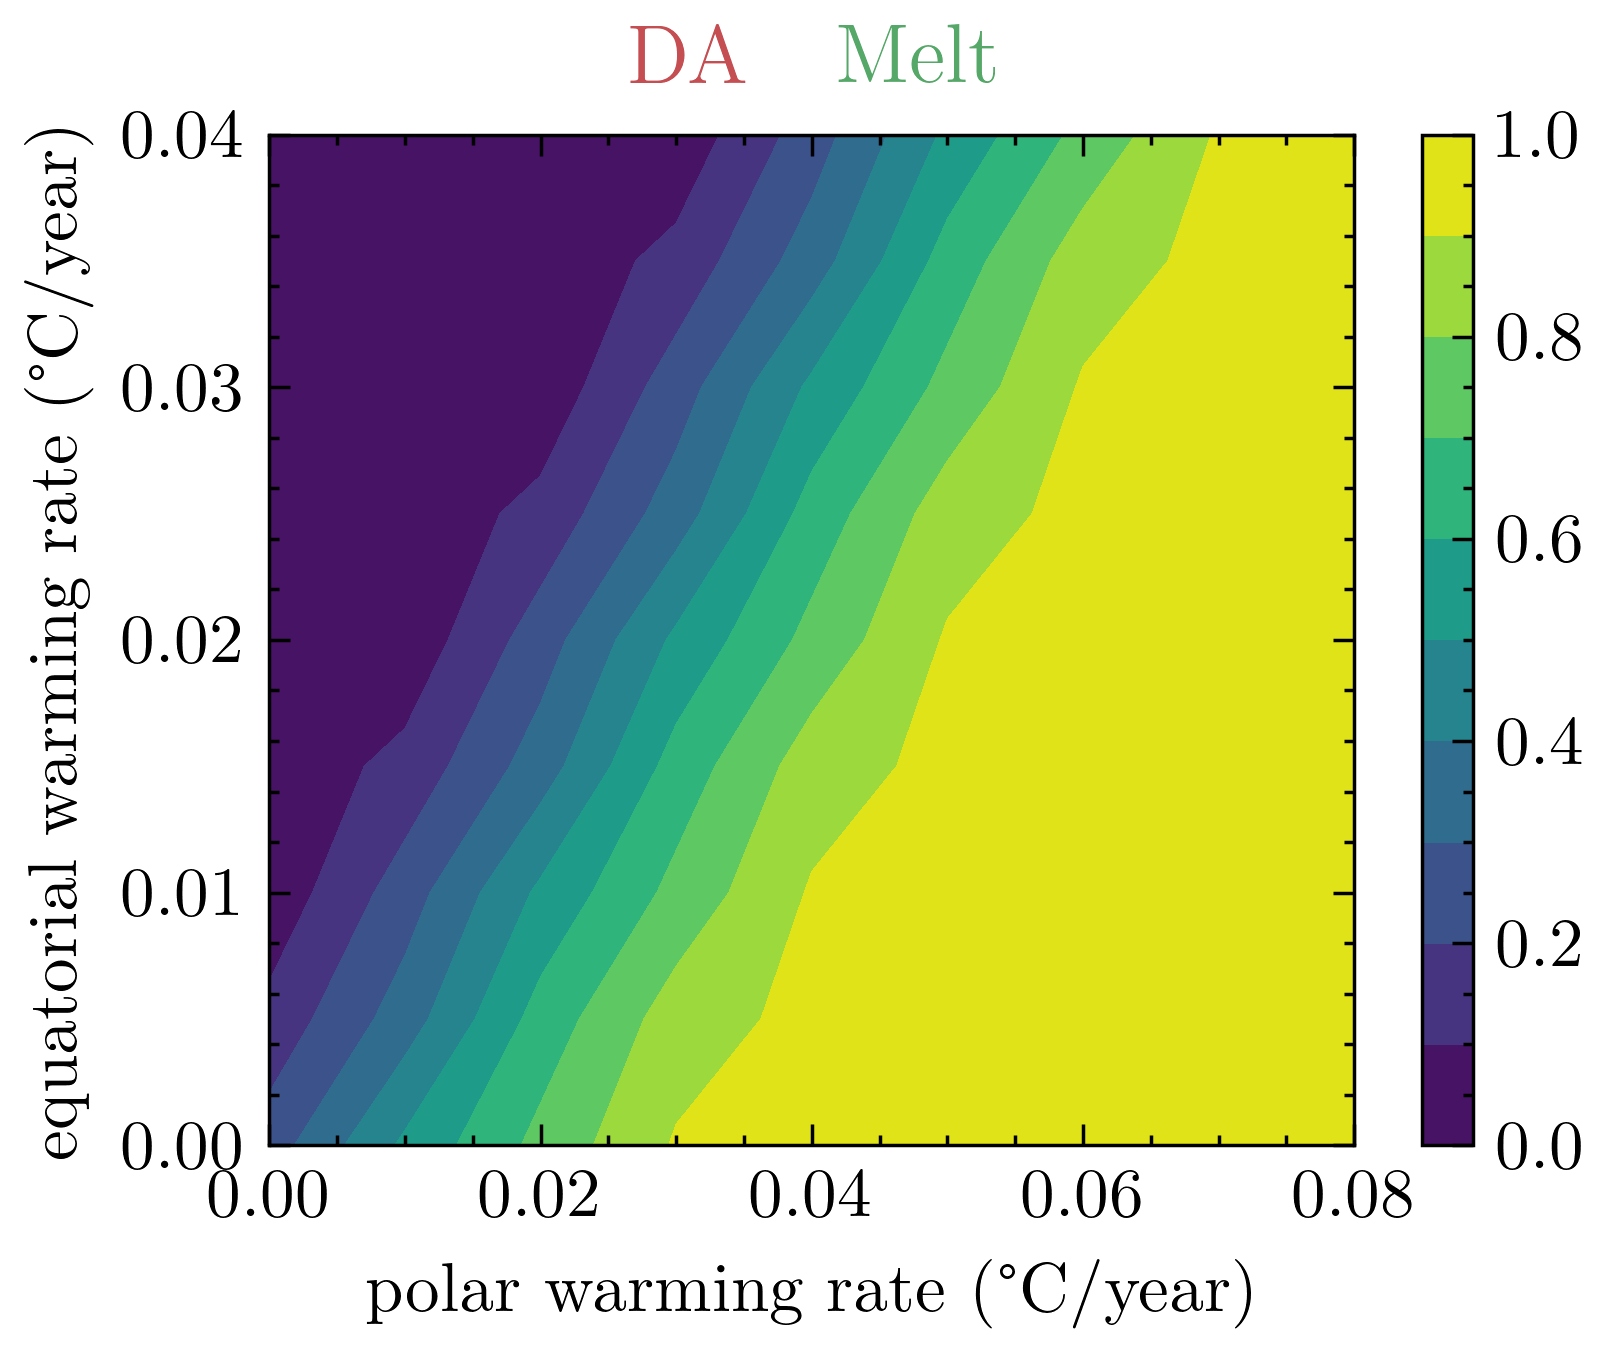 DA Melt
equatorial warming rate (°C/year)
0.04
0.03
0.02
0.01
0.00
0.00 0.02 0.04 0.06 0.08
polar warming rate (°C/year)
1.0
0.8
0.6
0.4
0.2
0.0